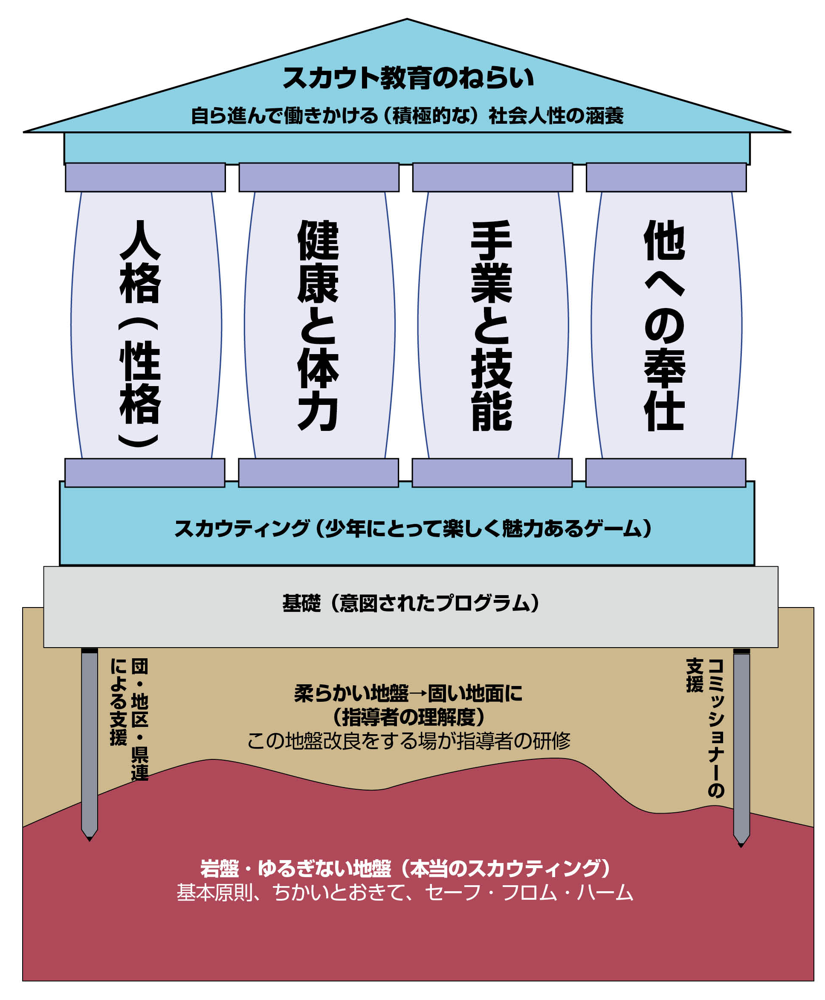 スカウト教育のねらい
自ら進んで働きかける（積極的な）社会人性の涵養
人格（性格）
健康と体力
手業と技能
他への奉仕
スカウティング（少年にとって楽しく魅力あるゲーム）
基礎（意図されたプログラム）
団・地区・県連
による支援
コミッショナーの
支援
柔らかい地盤→固い地面に
（指導者の理解度）
この地盤改良をする場が指導者の研修
岩盤・ゆるぎない地盤（本当のスカウティング）
基本原則、ちかいとおきて、セーフ・フロム・ハーム